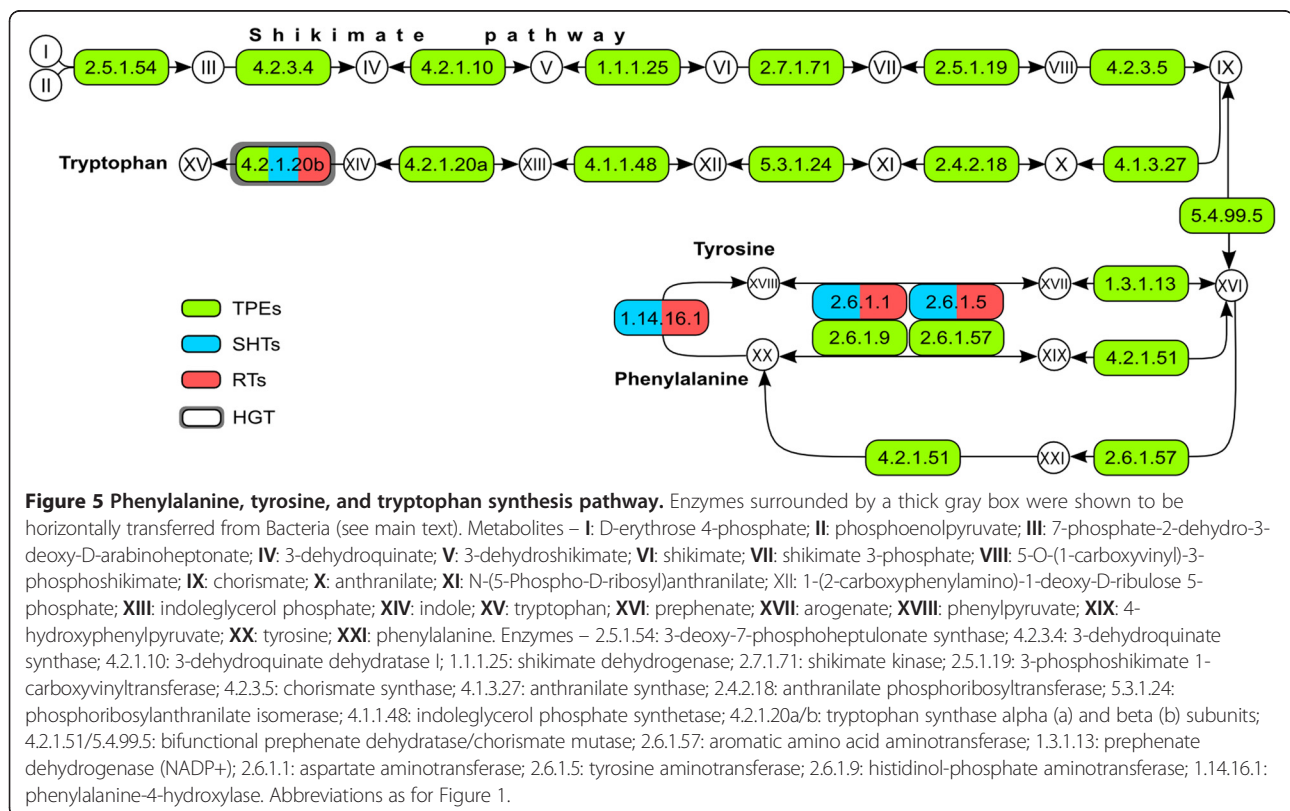 Shikimate pathway
I
II
2.5.1.54
III
4.2.3.4
IV
4.2.1.10
V
1.1.1.25
VI
2.7.1.71
VII
2.5.1.19
VIII
4.2.3.5
IX
Tryptophan
XV
4.2.1.20b
XIV
4.2.1.20a
XIII
4.1.1.48
XII
5.3.1.24
XI
2.4.2.18
X
4.1.3.27
5.4.99.5
Tyrosine
XVIII
2.6.1.1
2.6.1.5
XVII
1.3.1.13
XVI
1.14.16.1
2.6.1.9
2.6.1.57
XX
XIX
4.2.1.51
Phenylalanine
4.2.1.51
XXI
2.6.1.57
TPEs
SHTs
RTs
HGT
Figure 5 Phenylalanine, tyrosine, and tryptophan synthesis pathway. Enzymes surrounded by a thick gray box were shown to be
horizontally transferred from Bacteria (see main text). Metabolites – I: D-erythrose 4-phosphate; II: phosphoenolpyruvate; III: 7-phosphate-2-dehydro-3-
deoxy-D-arabinoheptonate; IV: 3-dehydroquinate; V: 3-dehydroshikimate; VI: shikimate; VII: shikimate 3-phosphate; VIII: 5-O-(1-carboxyvinyl)-3-
phosphoshikimate; IX: chorismate; X: anthranilate; XI: N-(5-Phospho-D-ribosyl)anthranilate; XII: 1-(2-carboxyphenylamino)-1-deoxy-D-ribulose 5-
phosphate; XIII: indoleglycerol phosphate; XIV: indole; XV: tryptophan; XVI: prephenate; XVII: arogenate; XVIII: phenylpyruvate; XIX: 4-
hydroxyphenylpyruvate; XX: tyrosine; XXI: phenylalanine. Enzymes – 2.5.1.54: 3-deoxy-7-phosphoheptulonate synthase; 4.2.3.4: 3-dehydroquinate
synthase; 4.2.1.10: 3-dehydroquinate dehydratase I; 1.1.1.25: shikimate dehydrogenase; 2.7.1.71: shikimate kinase; 2.5.1.19: 3-phosphoshikimate 1-
carboxyvinyltransferase; 4.2.3.5: chorismate synthase; 4.1.3.27: anthranilate synthase; 2.4.2.18: anthranilate phosphoribosyltransferase; 5.3.1.24:
phosphoribosylanthranilate isomerase; 4.1.1.48: indoleglycerol phosphate synthetase; 4.2.1.20a/b: tryptophan synthase alpha (a) and beta (b) subunits;
4.2.1.51/5.4.99.5: bifunctional prephenate dehydratase/chorismate mutase; 2.6.1.57: aromatic amino acid aminotransferase; 1.3.1.13: prephenate
dehydrogenase (NADP+); 2.6.1.1: aspartate aminotransferase; 2.6.1.5: tyrosine aminotransferase; 2.6.1.9: histidinol-phosphate aminotransferase; 1.14.16.1:
phenylalanine-4-hydroxylase. Abbreviations as for Figure 1.